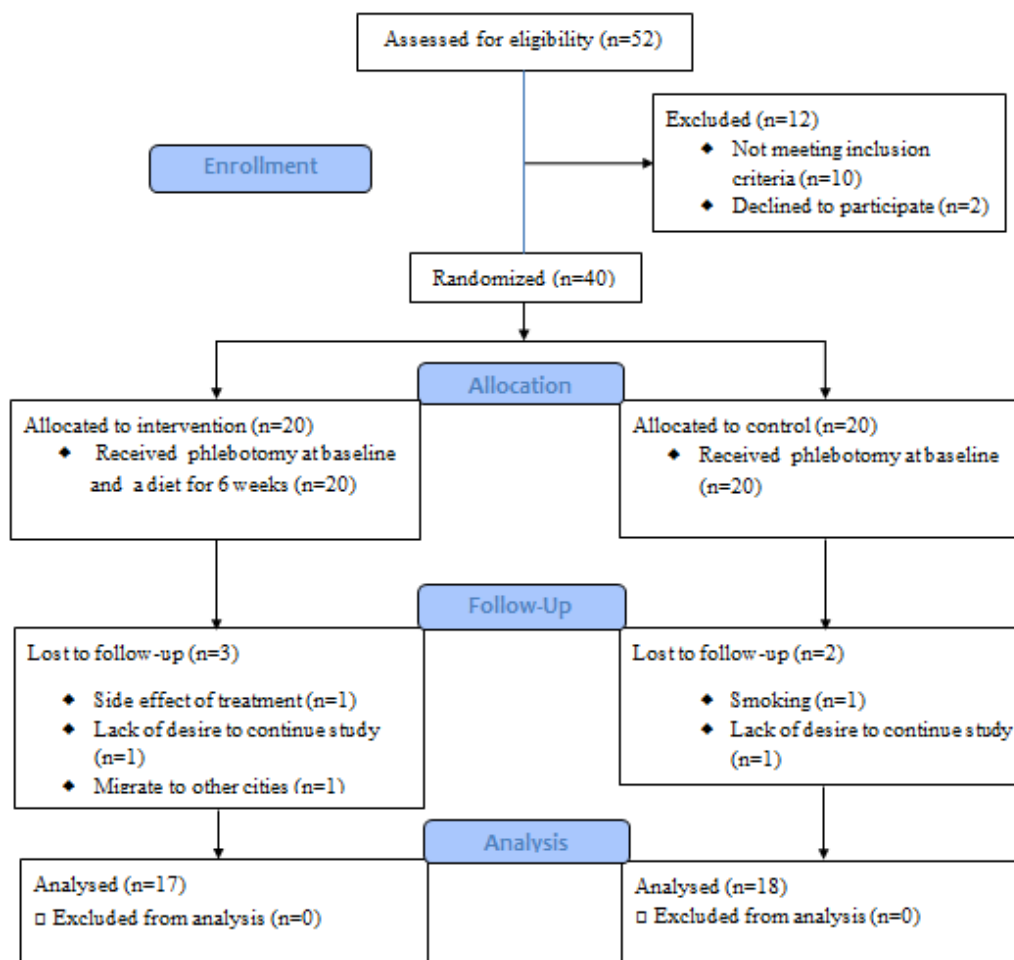 Assessed for eligibility (n=52)
Excluded (n=12)
◆ Not meeting inclusion
criteria (n=10)
◆ Declined to participate (n=2)
Enrollment
Randomized (n=40)
Allocation
Allocated to intervention (n=20)
◆ Received phlebotomy at baseline
and a diet for 6 weeks (n=20)
Allocated to control (n=20)
◆ Received phlebotomy at baseline
(n=20)
Follow-Up
Lost to follow-up (n=3)
◆ Side effect of treatment (n=1)
◆ Lack of desire to continue study
(n=1)
◆ Migrate to other cities (n=1)
Lost to follow-up (n=2)
◆ Smoking (n=1)
◆ Lack of desire to continue study
(n=1)
Analysis
Analysed (n=17)
□ Excluded from analysis (n=0)
Analysed (n=18)
□ Excluded from analysis (n=0)